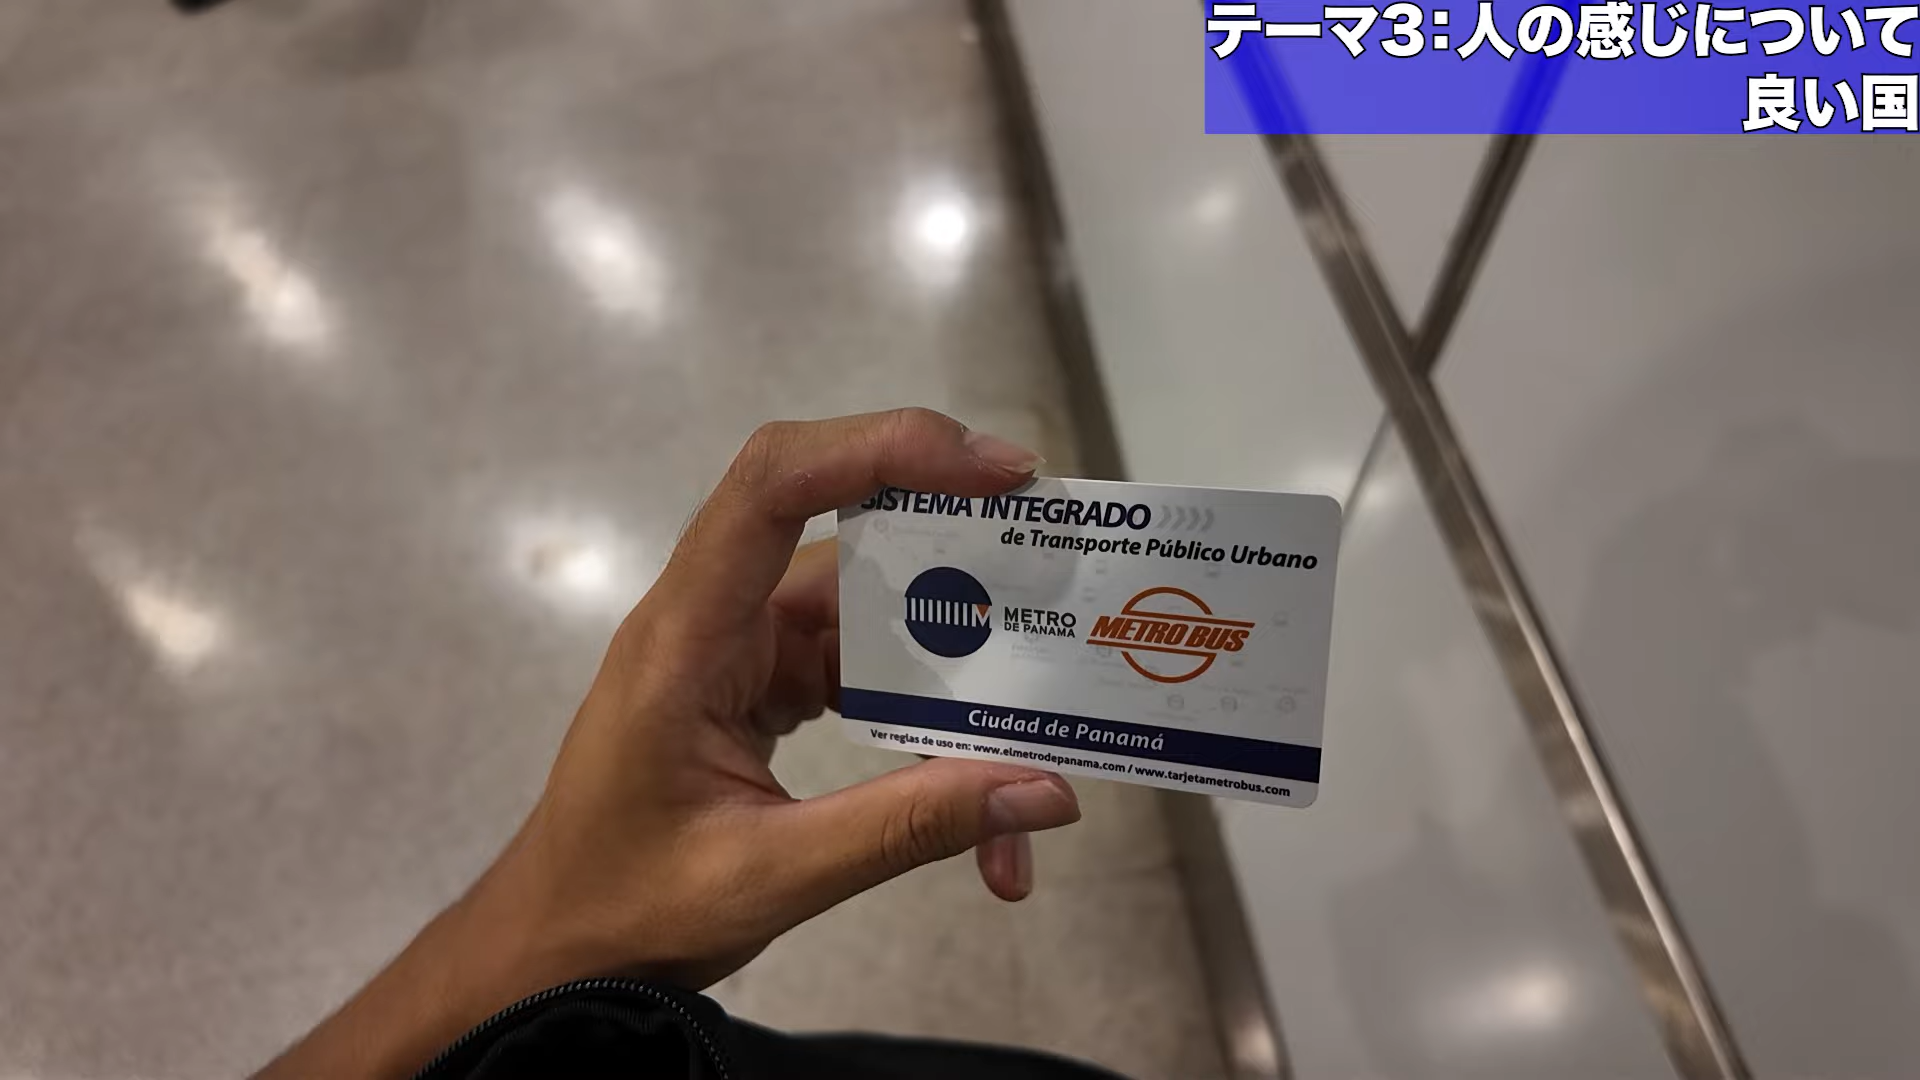 テーマ3：人の感じについて
良い国
SISTEMA INTEGRADO
de Transporte Público Urbano
METRO
DE PANAMA
METRO BUS
Ciudad de Panamá
Ver reglas de uso en: www.elmetrodepanama.com / www.tarjetametrobus.com